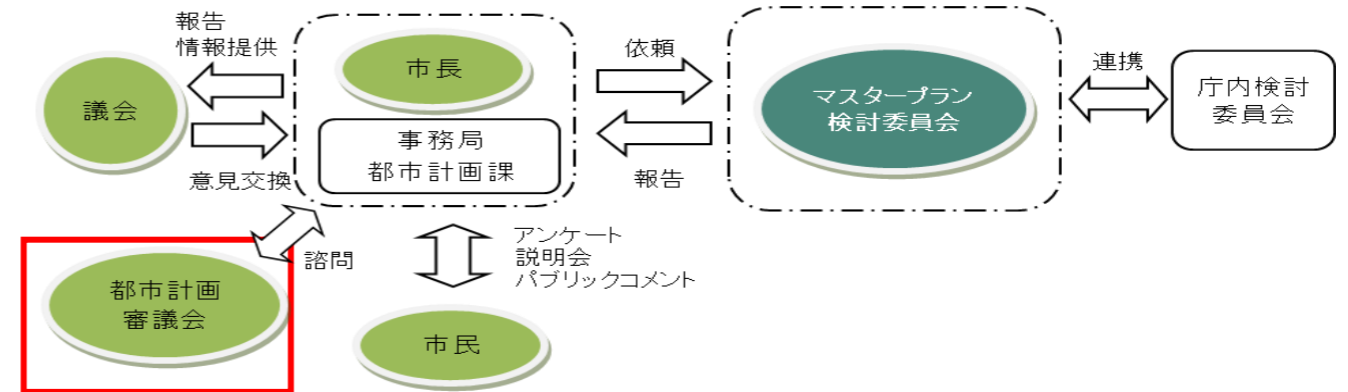 報告
情報提供
議会
意見交換
市長
事務局
都市計画課
依頼
報告
マスタープラン
検討委員会
連携
庁内検討
委員会
諮問
都市計画
審議会
アンケート
説明会
パブリックコメント
市民